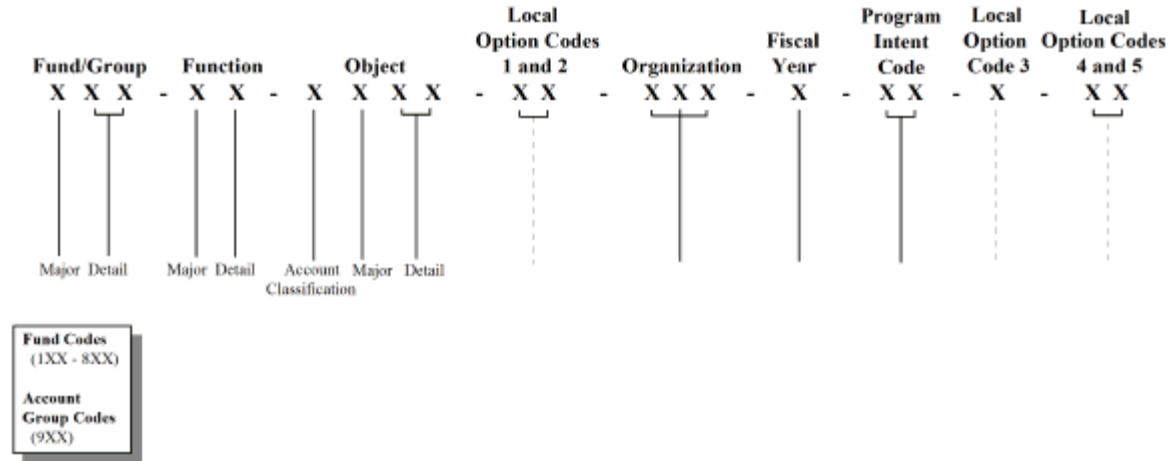 Local
Option Codes
1 and 2
Program
Intent
Code
Local
Option
Code 3
Local
Option Codes
4 and 5
Fund/Group Function Object Organization Fiscal
Year
X X X - X X - X X X X - X X - X X X - X - X X - X - X X
Major Detail Major Detail Account
Classification Major Detail
Fund Codes
(1XX - 8XX)
Account
Group Codes
(9XX)